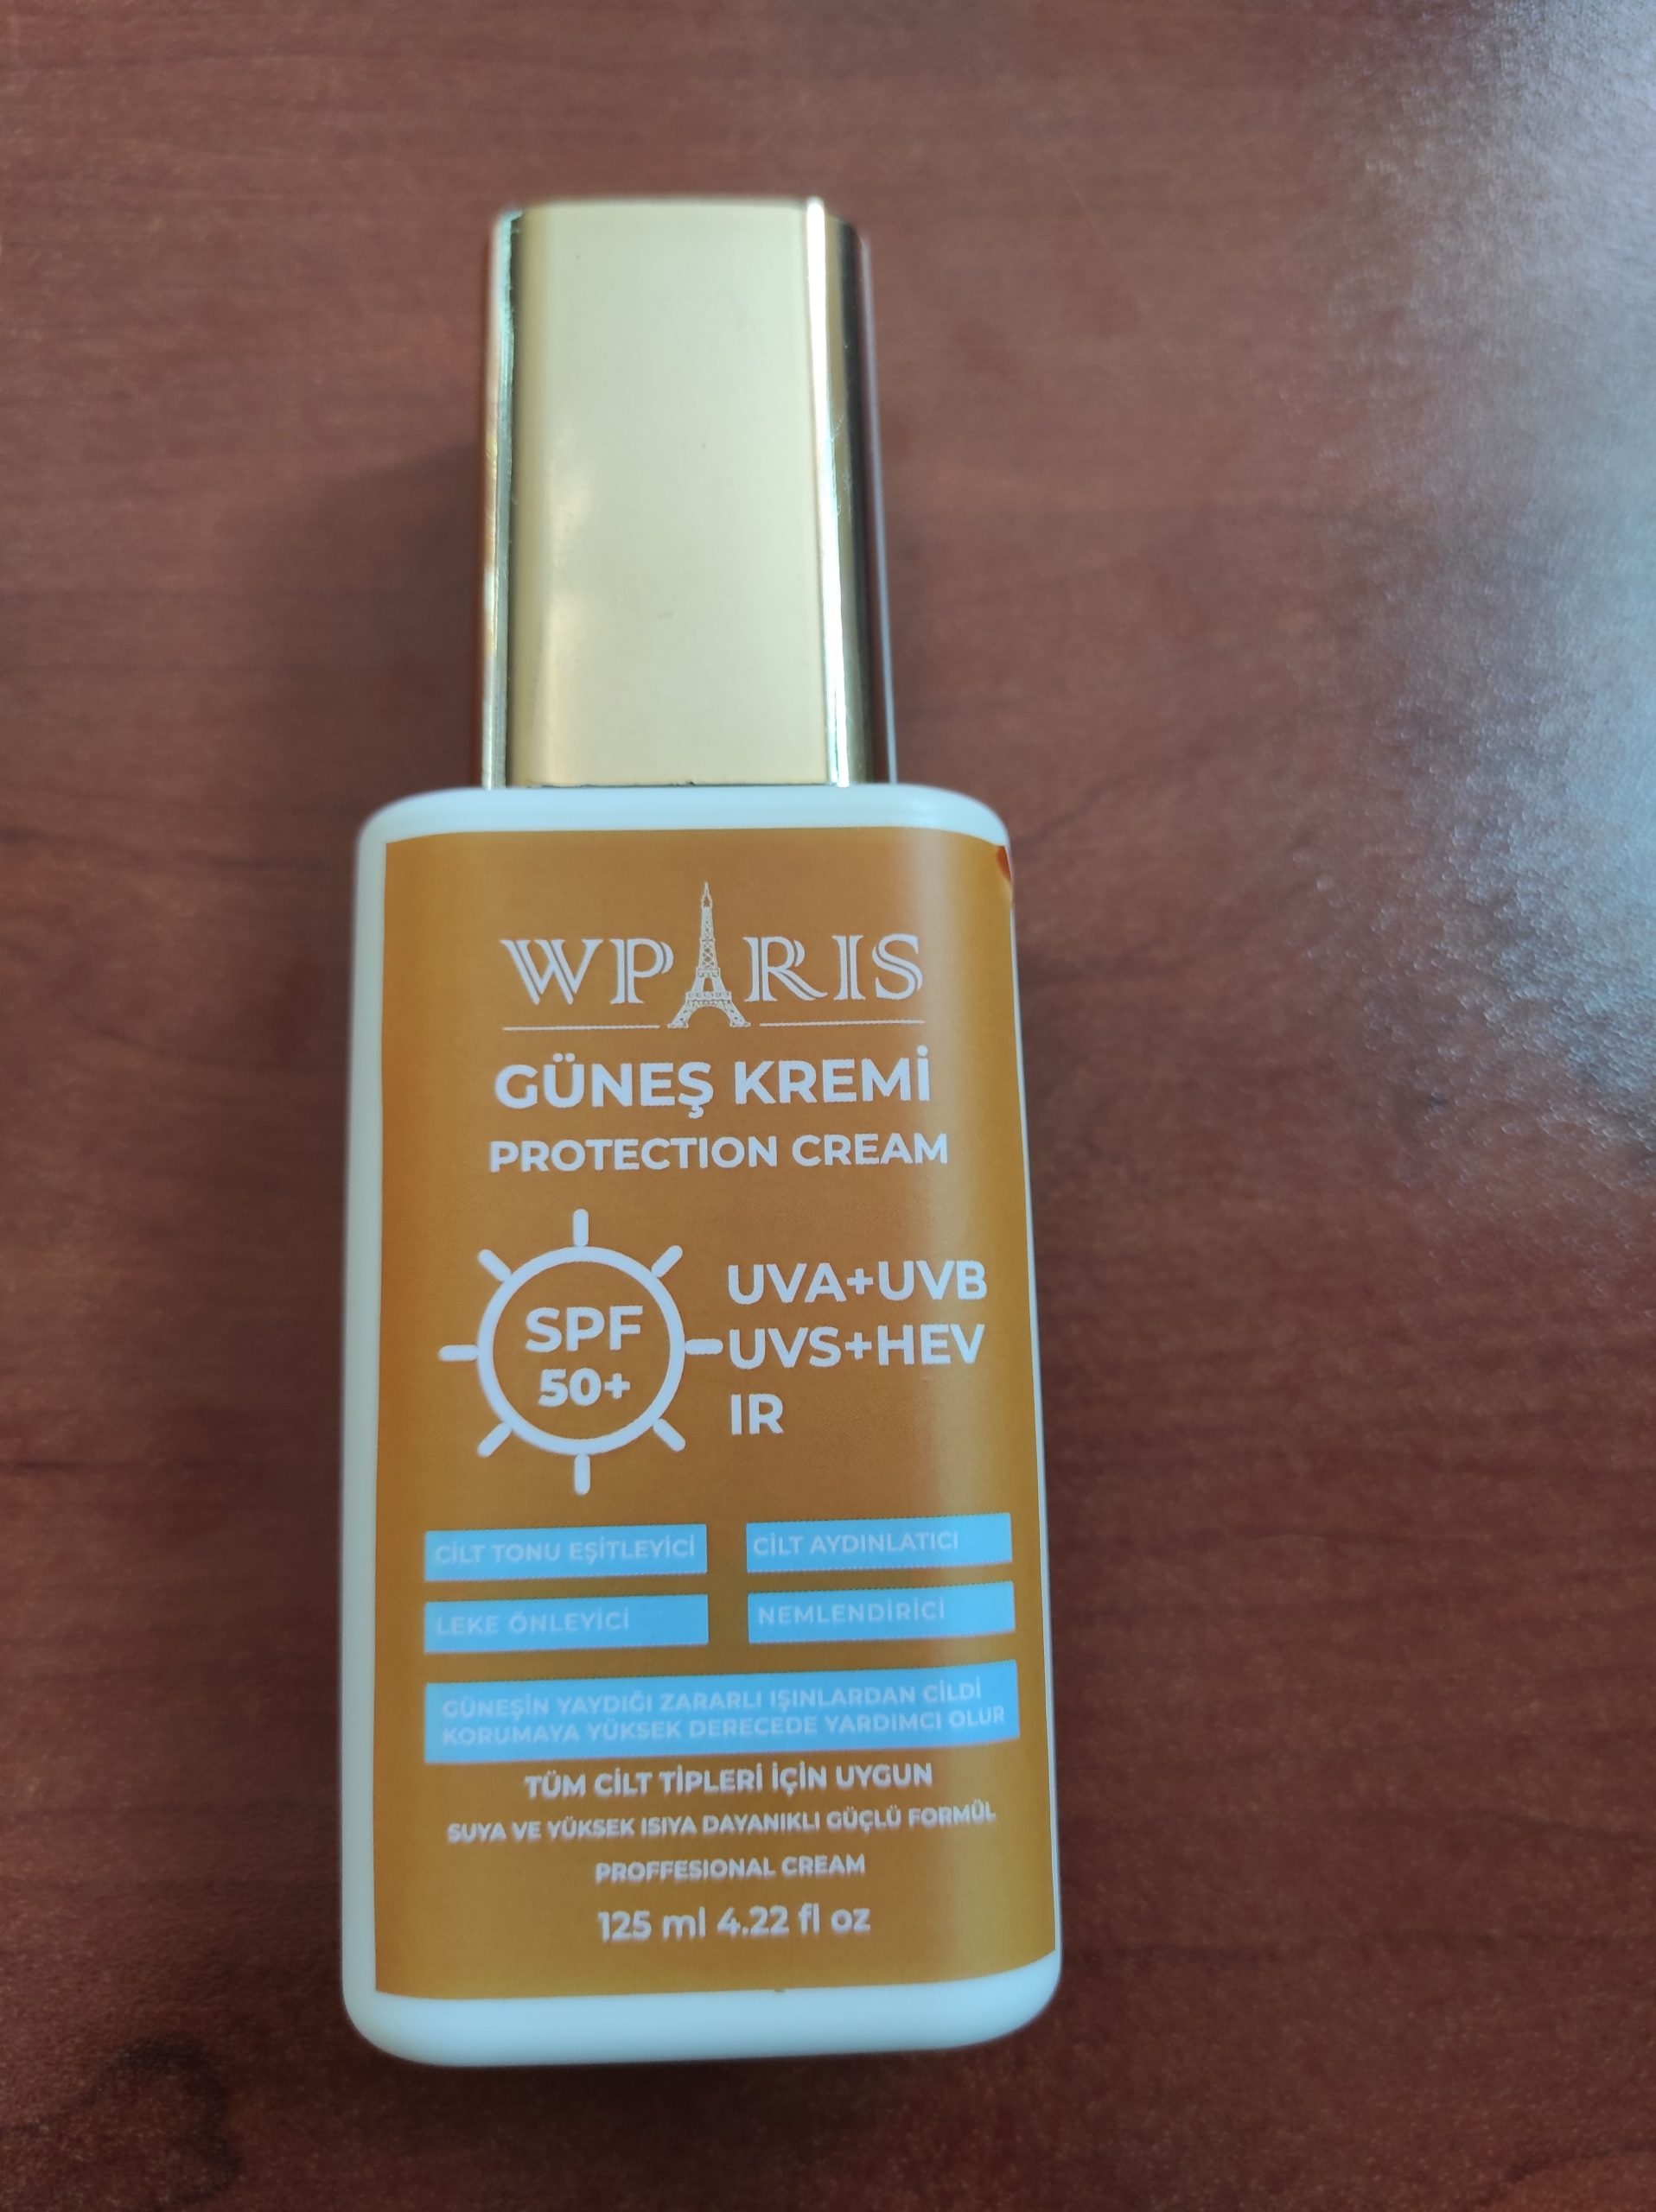 WPARIS
GÜNEŞ KREMİ
PROTECTION CREAM
SPF
50+
UVA+UVB
UVS+HEV
IR
CİLT TONU EŞİTLEYİCİ
CİLT AYDINLATICI
LEKE ÖNLEYİCİ
NEMLENDİRİCİ
GÜNEŞİN YAYDIĞI ZARARLI IŞINLARDAN CİLDİ
KORUMAYA YÜKSEK DERECEDE YARDIMCI OLUR
TÜM CİLT TİPLERİ İÇİN UYGUN
SUYA VE YÜKSEK ISIYA DAYANIKLI GÜÇLÜ FORMÜL
PROFFESIONAL CREAM
125 ml 4.22 fl oz